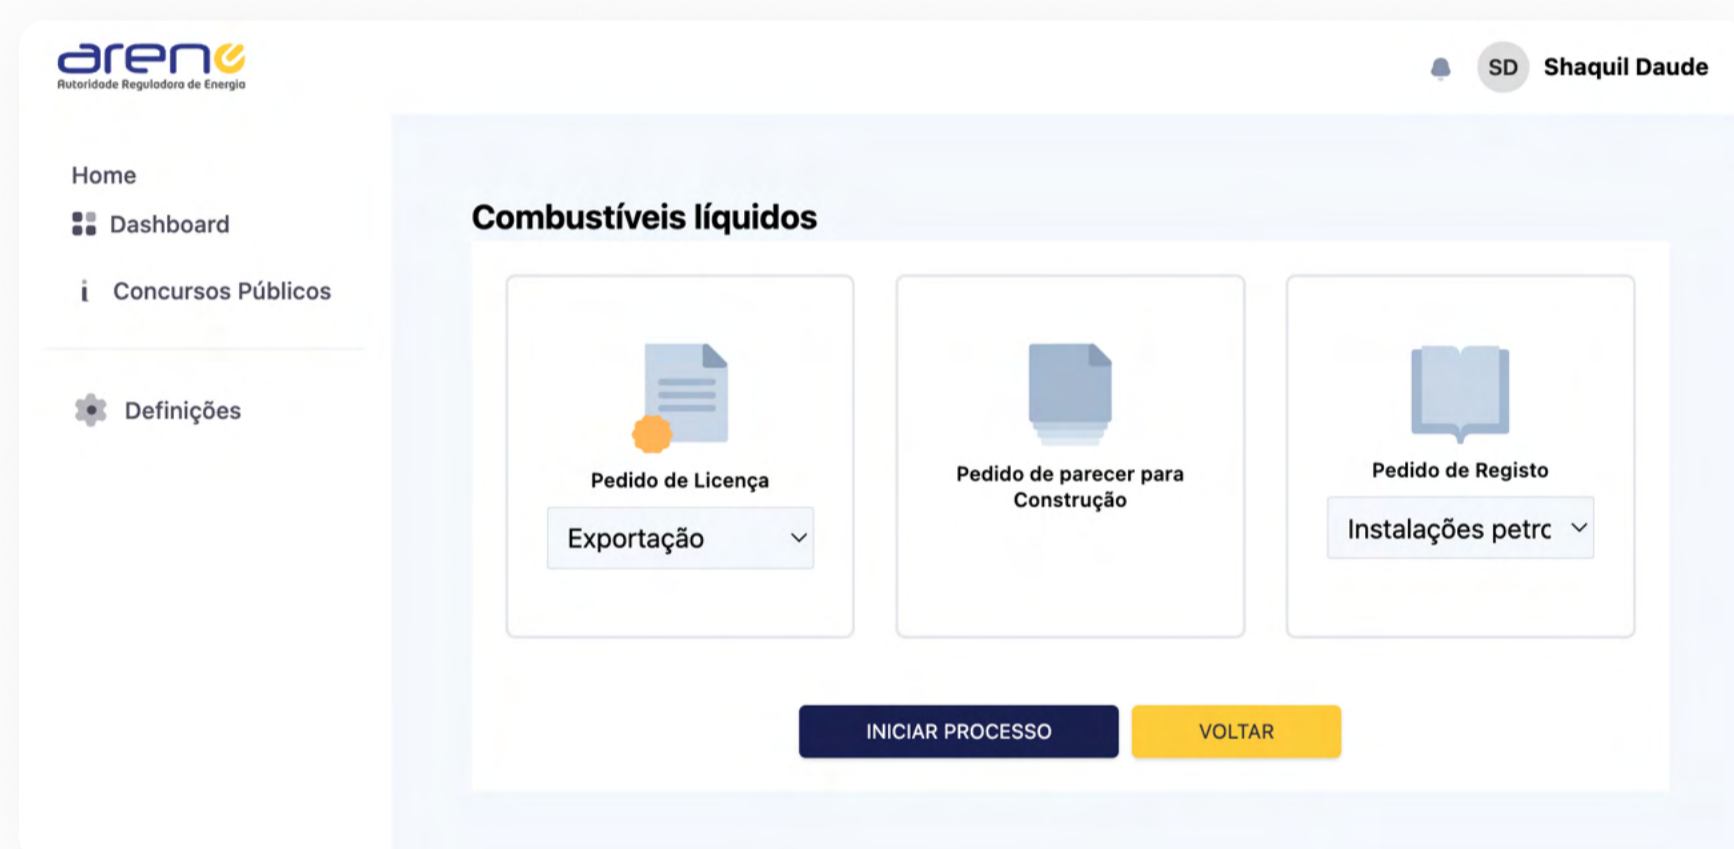 arene
Autoridade Reguladora de Energia
SD Shaquil Daude
Home
Dashboard
Concursos Públicos
Definições
Combustíveis líquidos
Pedido de Licença
Exportação
Pedido de parecer para
Construção
Pedido de Registo
Instalações petro
INICIAR PROCESSO
VOLTAR